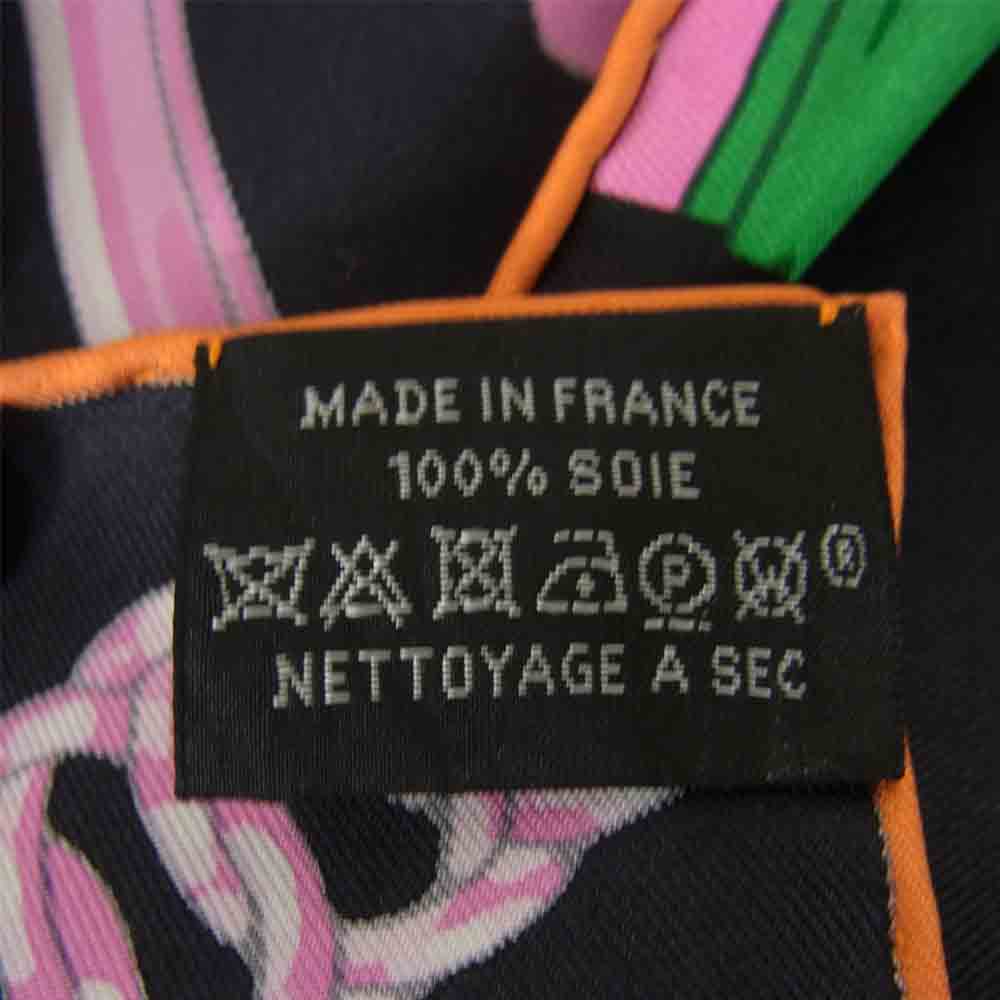 MADE IN FRANCE
100% SOIE
P W ®
NETTOYAGE A SEC